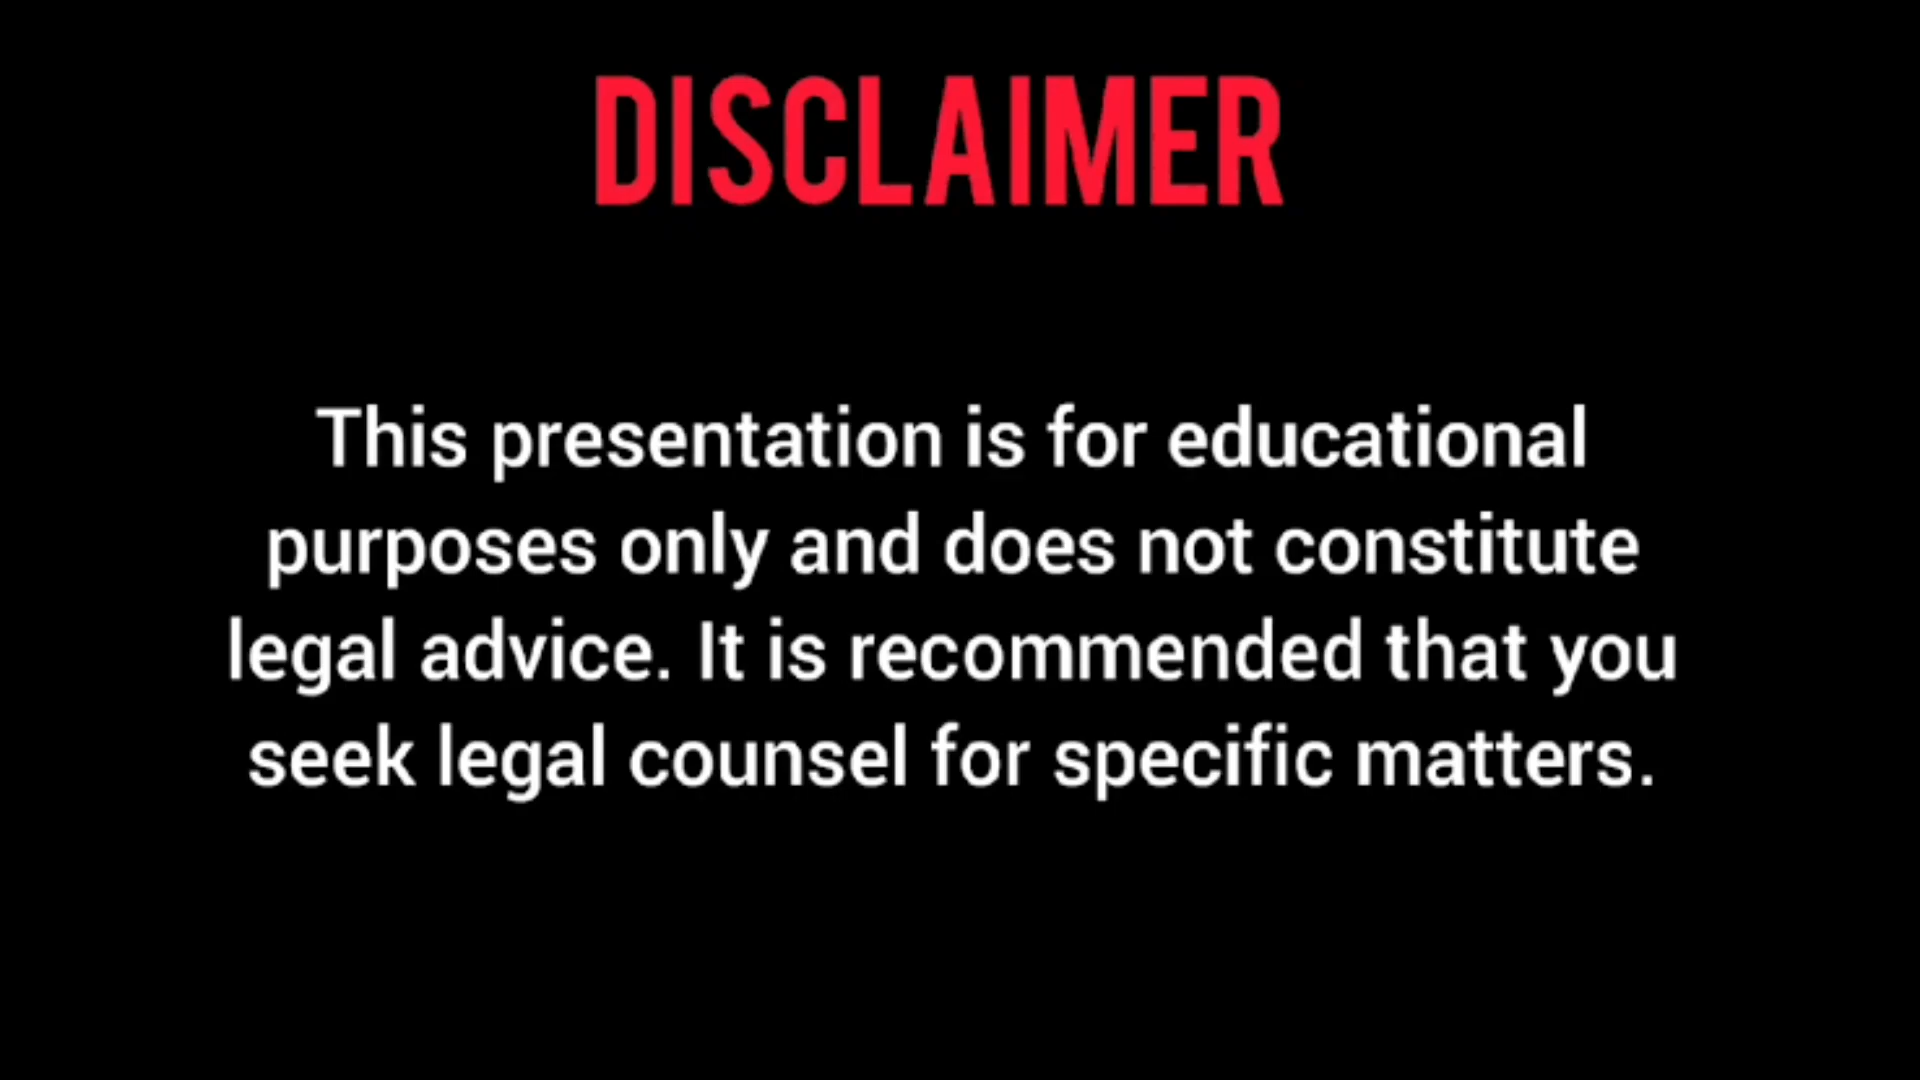 DISCLAIMER
This presentation is for educational
purposes only and does not constitute
legal advice. It is recommended that you
seek legal counsel for specific matters.